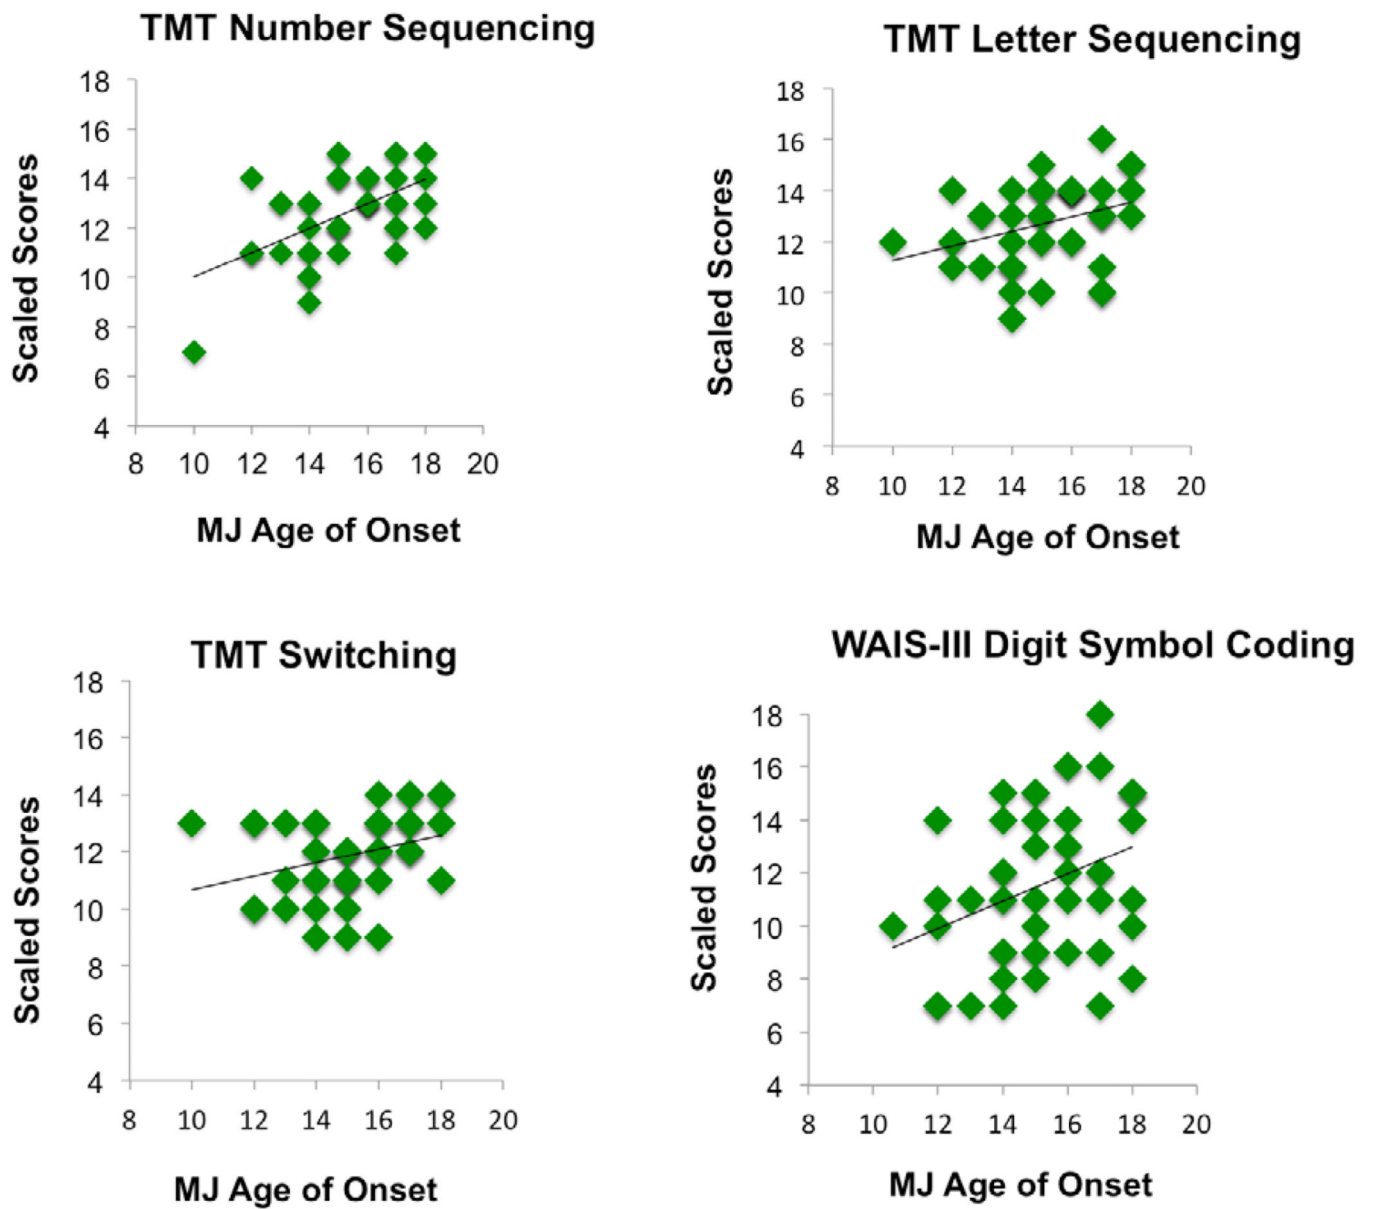 TMT Number Sequencing
18
16
14
12
10
8
6
4
8 10 12 14 16 18 20
Scaled Scores
MJ Age of Onset
TMT Letter Sequencing
18
16
14
12
10
8
6
4
8 10 12 14 16 18 20
Scaled Scores
MJ Age of Onset
TMT Switching
18
16
14
12
10
8
6
4
8 10 12 14 16 18 20
Scaled Scores
MJ Age of Onset
WAIS-III Digit Symbol Coding
18
16
14
12
10
8
6
4
8 10 12 14 16 18 20
Scaled Scores
MJ Age of Onset